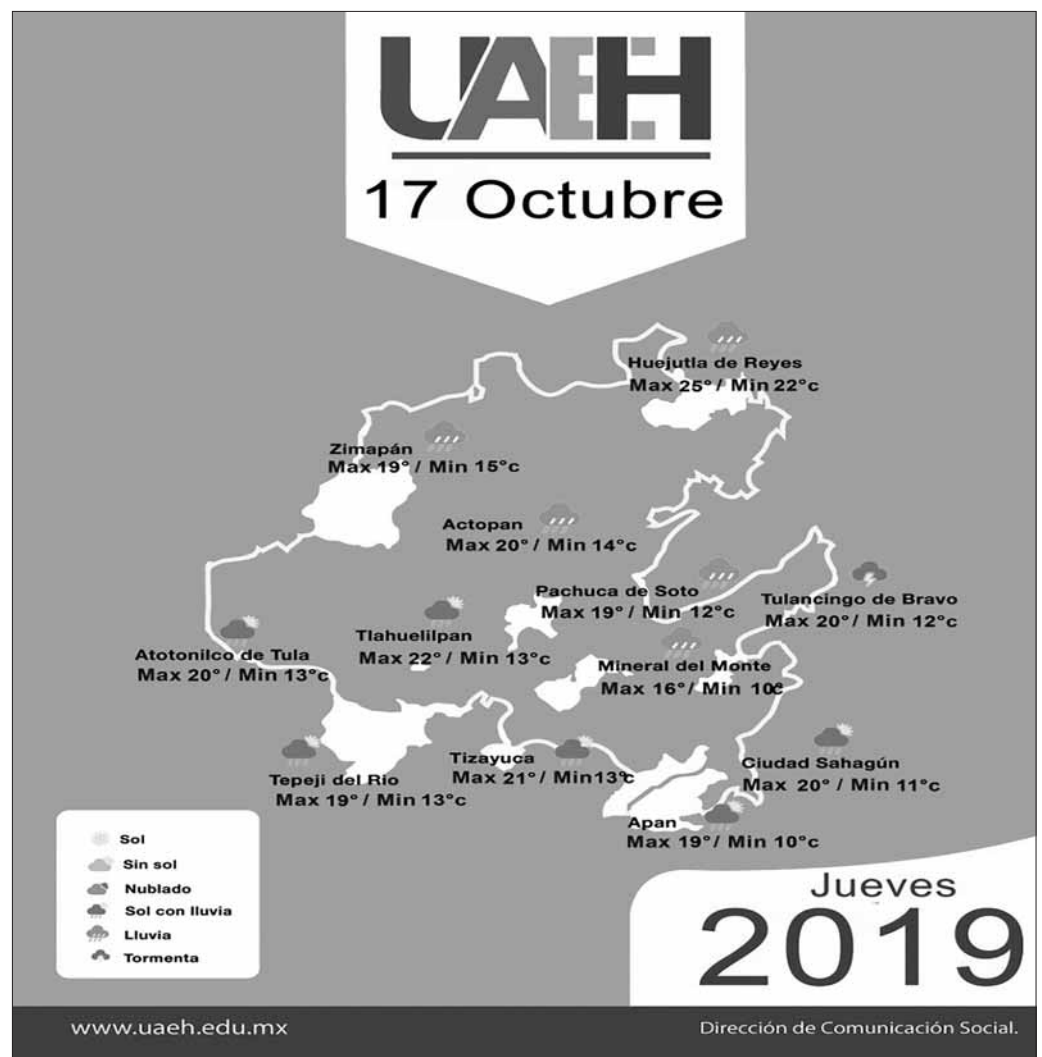 UAEH
17 Octubre
Huejutla de Reyes
Max 25° / Min 22°c
Zimapán
Max 19° / Min 15°c
Actopan
Max 20° / Min 14°c
Pachuca de Soto
Max 19° / Min 12°c
Tulancingo de Bravo
Max 20° / Min 12°c
Tlahuelilpan
Max 22° / Min 13°c
Atotonilco de Tula
Max 20° / Min 13°c
Mineral del Monte
Max 16° / Min 10°c
Tizayuca
Max 21° / Min13°c
Ciudad Sahagún
Max 20° / Min 11°c
Tepeji del Rio
Max 19° / Min 13°c
Apan
Max 19° / Min 10°c
Sol
Sin sol
Nublado
Sol con lluvia
Lluvia
Tormenta
Jueves
2019
www.uaeh.edu.mx
Dirección de Comunicación Social.